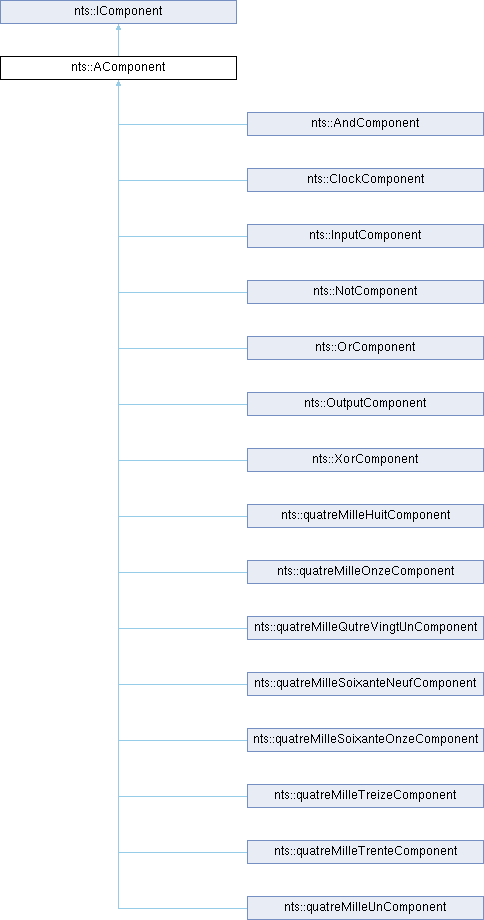 nts::IComponent
nts::AComponent
nts::AndComponent
nts::ClockComponent
nts::InputComponent
nts::NotComponent
nts::OrComponent
nts::OutputComponent
nts::XorComponent
nts::quatreMilleHuitComponent
nts::quatreMilleOnzeComponent
nts::quatreMilleQutreVingtUnComponent
nts::quatreMilleSoixanteNeufComponent
nts::quatreMilleSoixanteOnzeComponent
nts::quatreMilleTreizeComponent
nts::quatreMilleTrenteComponent
nts::quatreMilleUnComponent